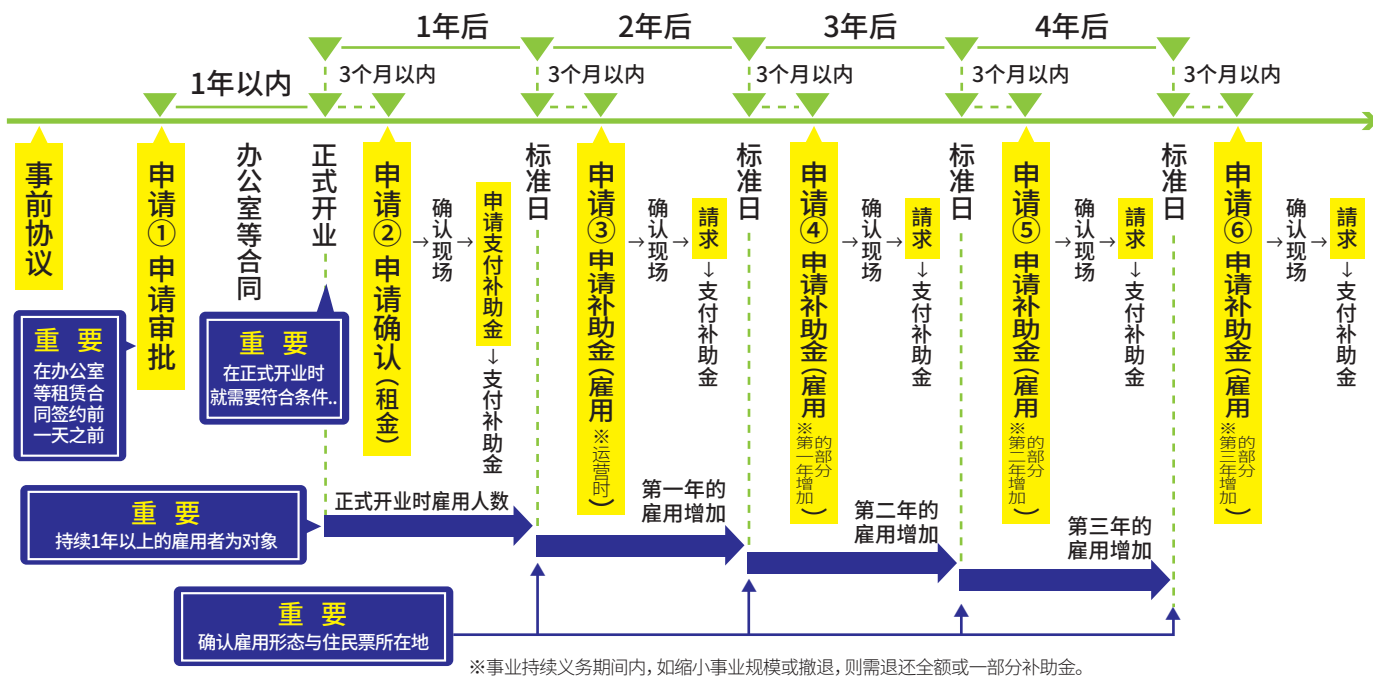 1年后
2年后
3年后
4年后
1年以内
3个月以内
3个月以内
3个月以内
3个月以内
3个月以内
事前协议
申请① 申请审批
办公室等合同
正式开业
申请② 申请确认（租金）
→确认现场→
申请支付补助金
↓支付补助金
标准日
申请③ 申请补助金（雇用※运营时）
→确认现场→
請求
↓支付补助金
标准日
申请④ 申请补助金（雇用※第一年增加的部分）
→确认现场→
請求
↓支付补助金
标准日
申请⑤ 申请补助金（雇用※第二年增加的部分）
→确认现场→
請求
↓支付补助金
标准日
申请⑥ 申请补助金（雇用※第三年增加的部分）
→确认现场→
請求
↓支付补助金
重 要
在办公室
等租赁合
同签约前
一天之前
重 要
在正式开业时
就需要符合条件..
重 要
持续1年以上的雇用者为对象
正式开业时雇用人数
第一年的
雇用增加
第二年的
雇用增加
第三年的
雇用增加
重 要
确认雇用形态与住民票所在地
※事业持续义务期间内，如缩小事业规模或撤退，则需退还全额或一部分补助金。